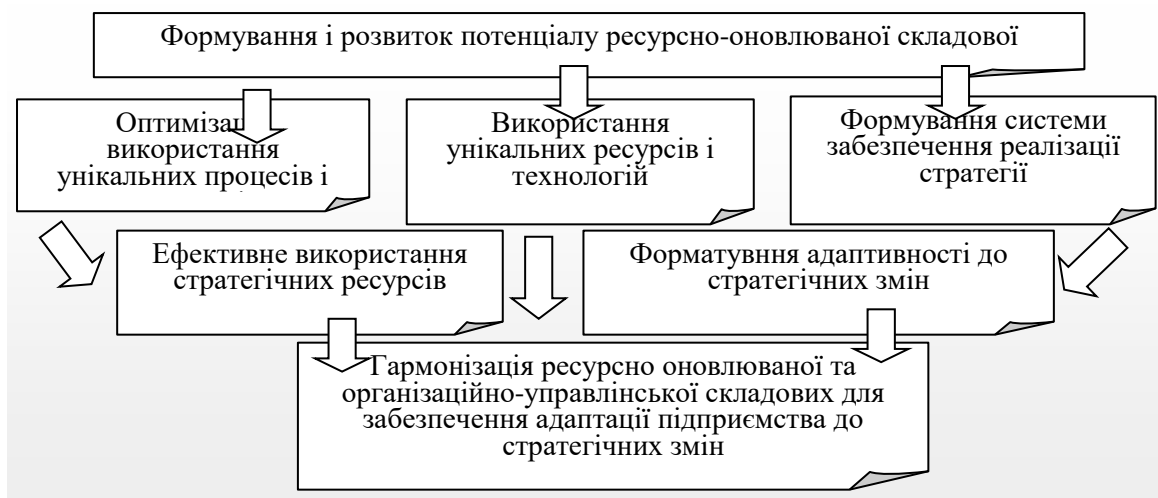 Формування і розвиток потенціалу ресурсно-оновлюваної складової
використання
унікальних процесів і
Використання
унікальних ресурсів і
технологій
Формування системи
забезпечення реалізації
стратегії
Ефективне використання
стратегічних ресурсів
Форматувння адаптивності до
стратегічних змін
Гармонізація ресурсно оновлюваної та
організаційно-управлінської складових для
забезпечення адаптації підприємства до
стратегічних змін